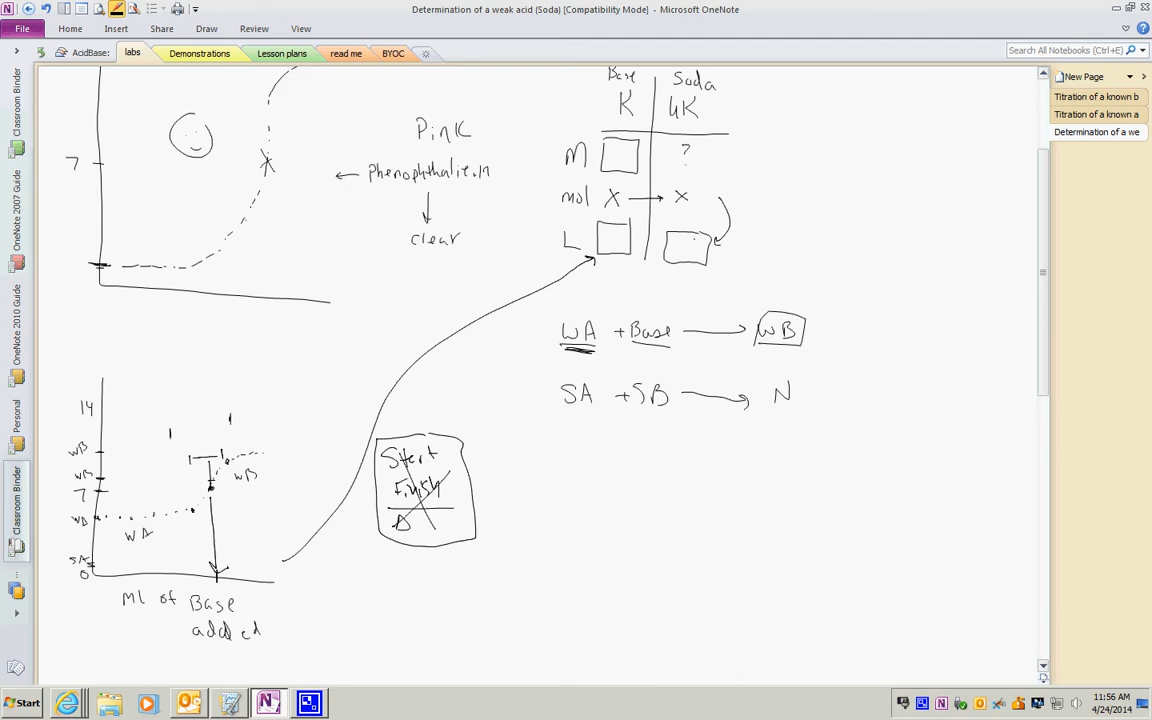 Determination of a weak acid (Soda) [Compatibility Mode] - Microsoft OneNote
File Home Insert Share Draw Review View
AcidBase: labs Demonstrations Lesson plans read me BYOC
Search All Notebooks (Ctrl+E)
New Page
Titration of a known b
Titration of a known a
Determination of a we
Classroom Binder
OneNote 2007 Guide
OneNote 2010 Guide
Personal
Classroom Binder
7
Pink
Phenophthalein
clear
Base Soda
K UK
M ?
mol X X
L
WA + Base WB
SA + SB N
14
WB
WB
7
WA
SA
0
WA
WB
Start
Finish
Δ
Ml of Base
added
Start
11:56 AM
4/24/2014